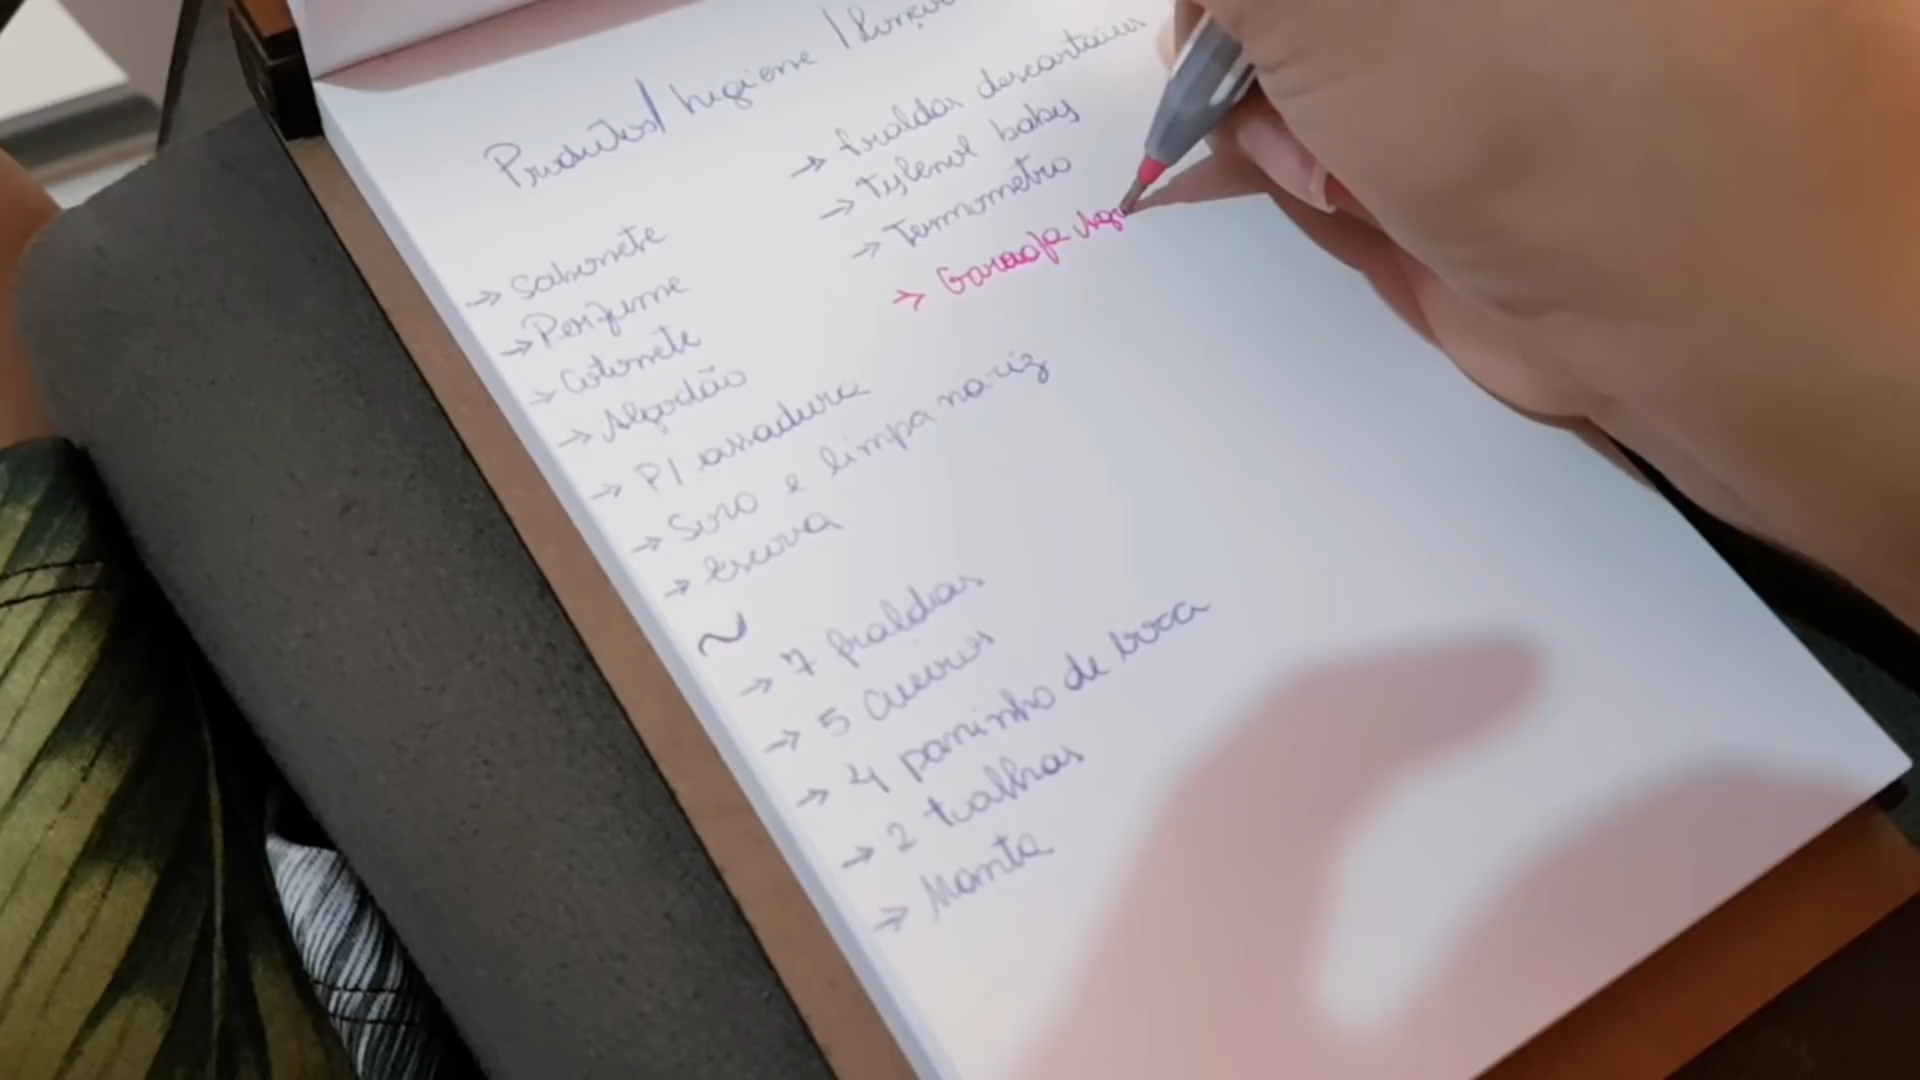 Produtos/ higiene /
→ Sabonete
→ Perfume
→ Cotonete
→ Algodão
→ P/ assadura
→ Soro e limpa nariz
→ Escova
~
→ 7 fraldas
→ 5 cueiros
→ 4 paninho de boca
→ 2 toalhas
→ Manta
→ fraldas descartáveis
→ Tylenol baby
→ Termometro
→ Garrafa Agu